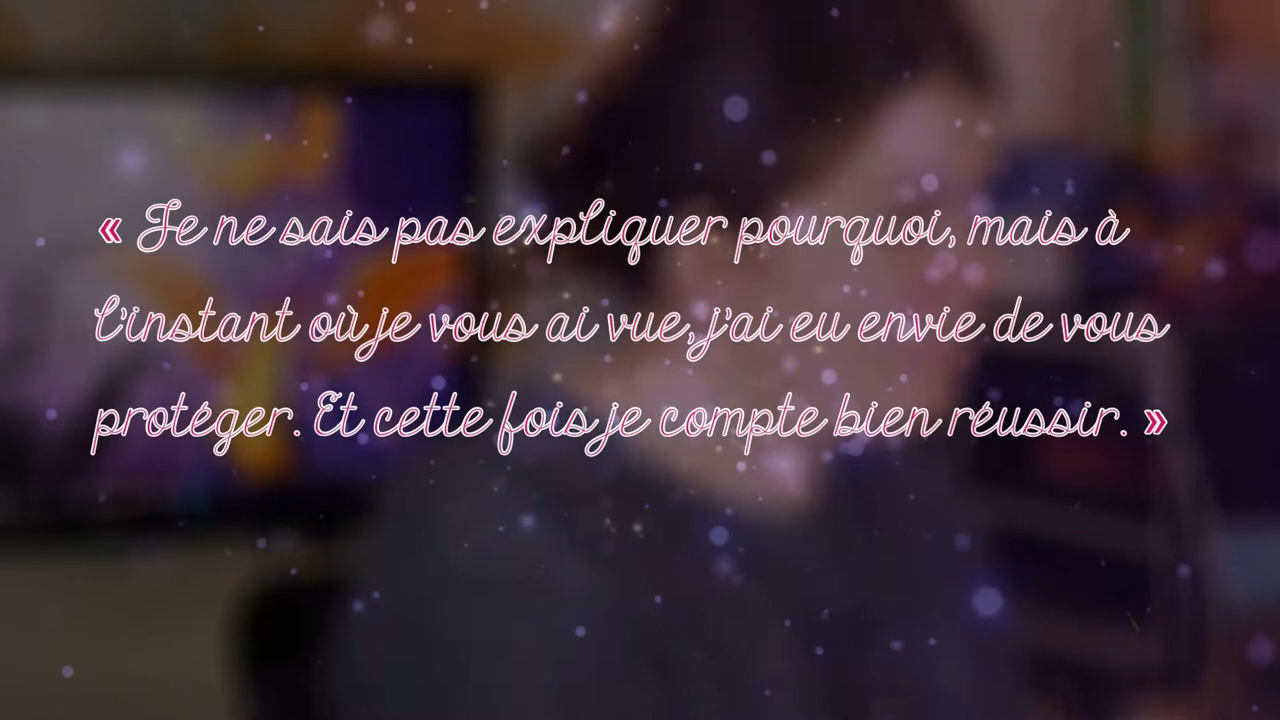 « Je ne sais pas expliquer pourquoi, mais à
l'instant où je vous ai vue, j'ai eu envie de vous
protéger. Et cette fois je compte bien réussir. »